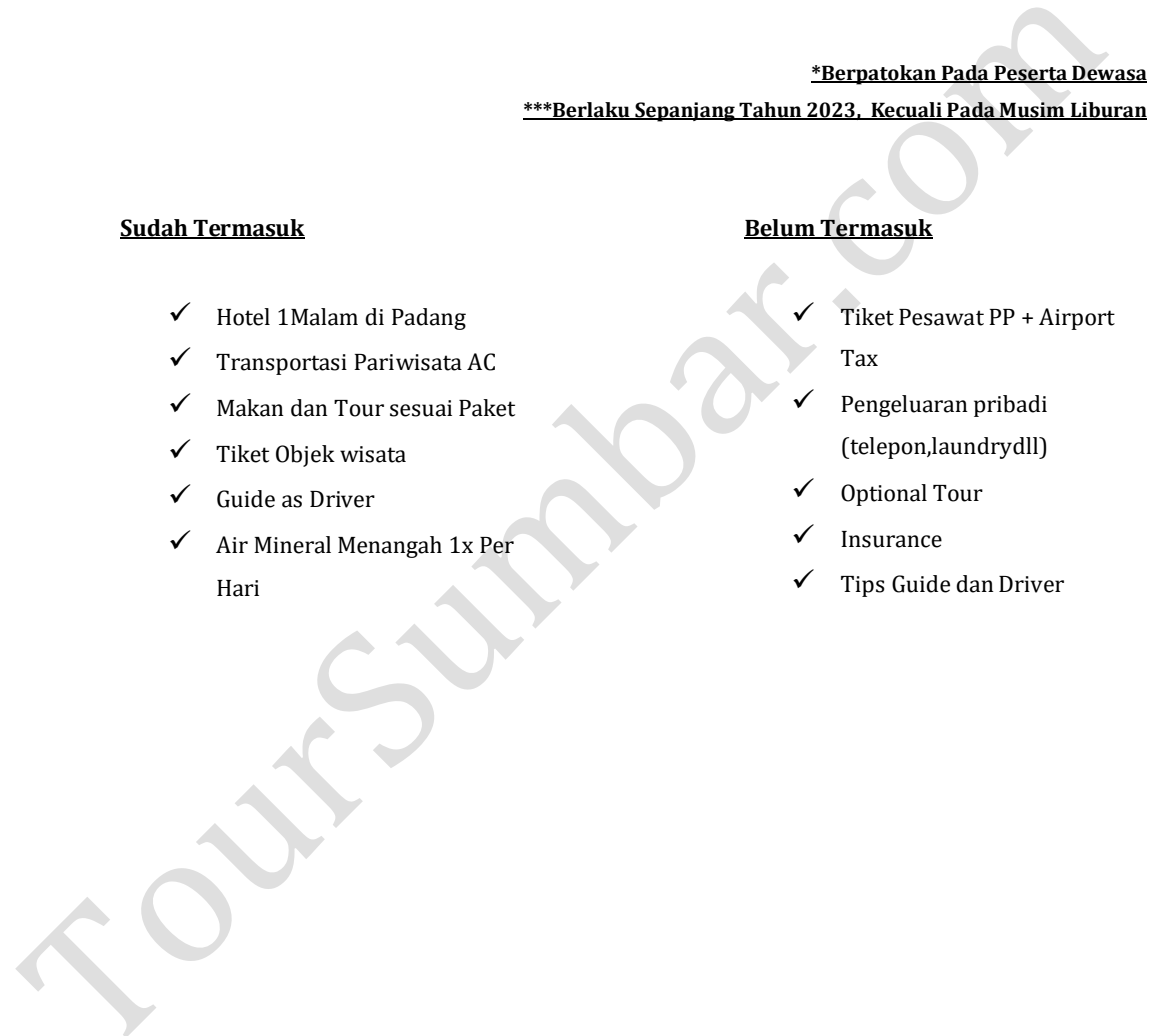 *Berpatokan Pada Peserta Dewasa
***Berlaku Sepanjang Tahun 2023, Kecuali Pada Musim Liburan
Sudah Termasuk
✓ Hotel 1Malam di Padang
✓ Transportasi Pariwisata AC
✓ Makan dan Tour sesuai Paket
✓ Tiket Objek wisata
✓ Guide as Driver
✓ Air Mineral Menangah 1x Per
Hari
Belum Termasuk
✓ Tiket Pesawat PP + Airport
Tax
✓ Pengeluaran pribadi
(telepon,laundrydll)
✓ Optional Tour
✓ Insurance
✓ Tips Guide dan Driver
TourSumbar.com